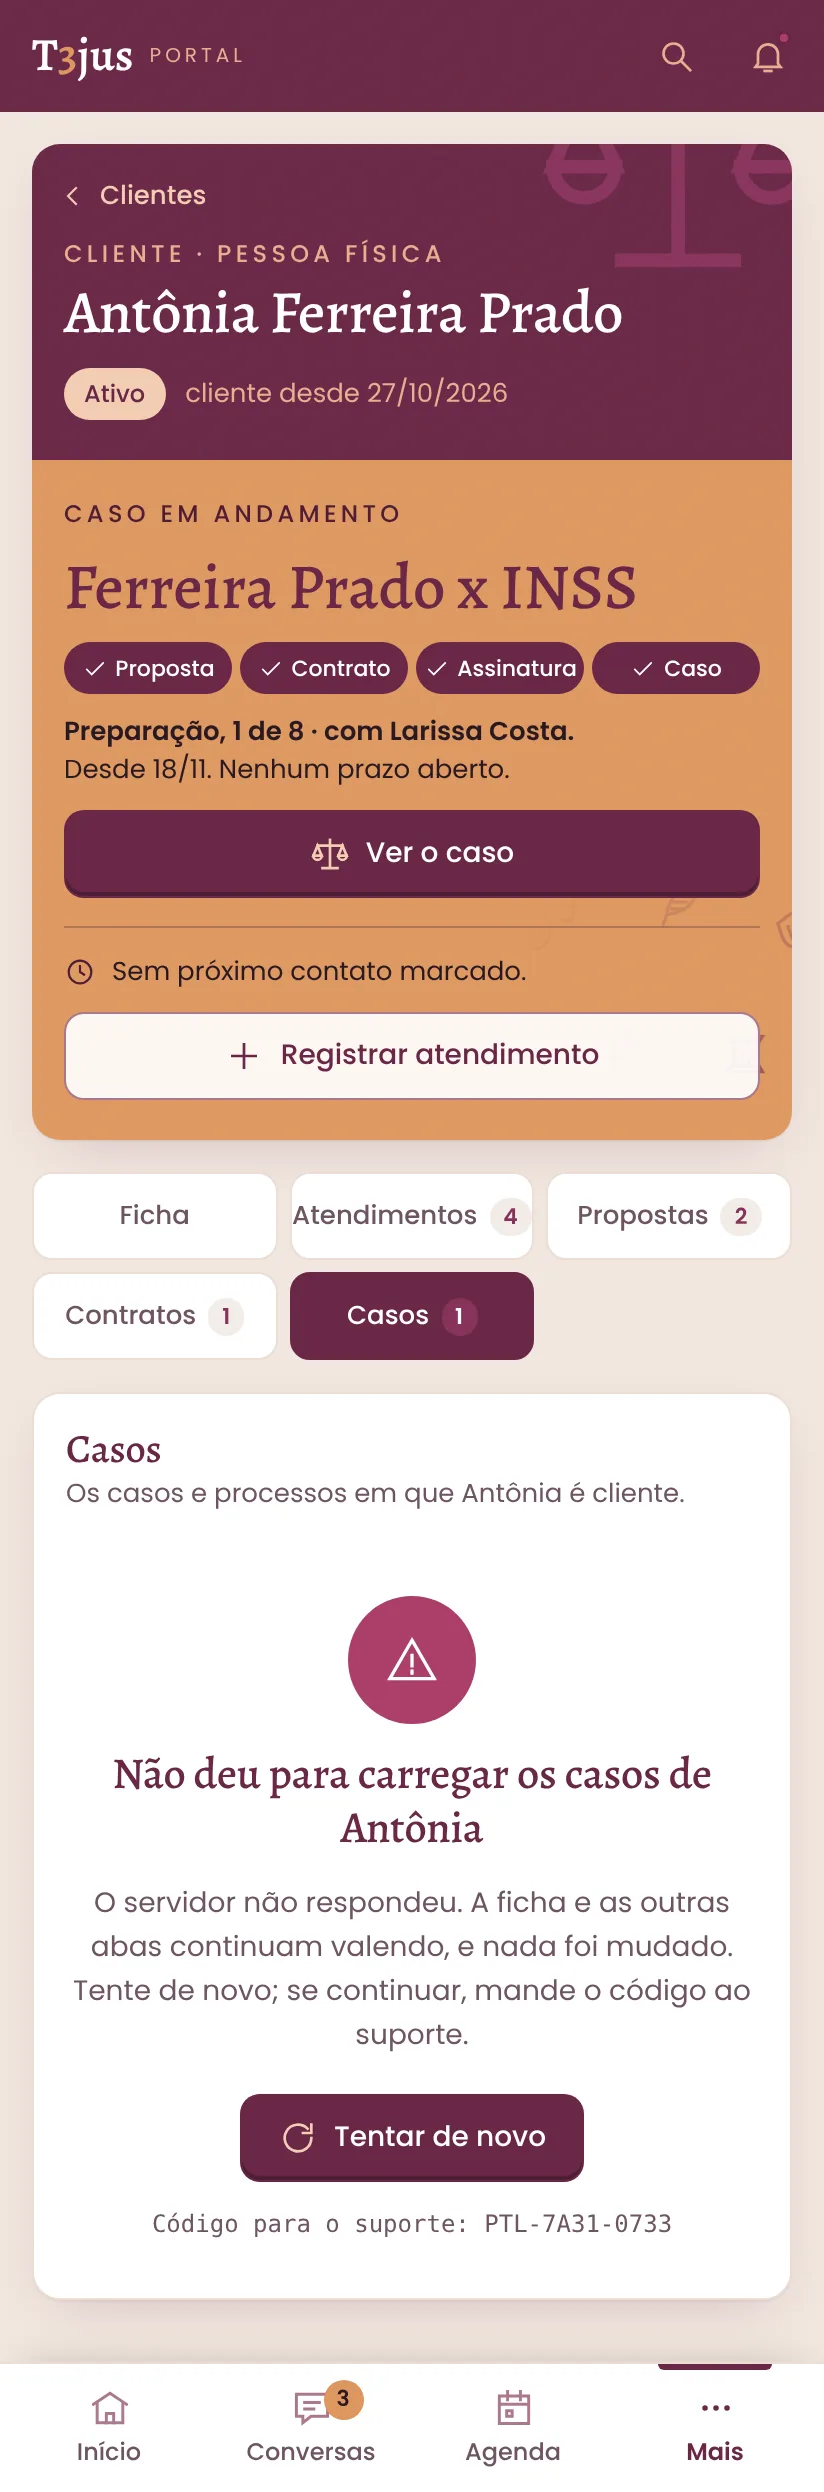 T3jus PORTAL
Clientes
CLIENTE · PESSOA FÍSICA
Antônia Ferreira Prado
Ativo cliente desde 27/10/2026
CASO EM ANDAMENTO
Ferreira Prado x INSS
Proposta Contrato Assinatura Caso
Preparação, 1 de 8 · com Larissa Costa.
Desde 18/11. Nenhum prazo aberto.
Ver o caso
Sem próximo contato marcado.
Registrar atendimento
Ficha Atendimentos 4 Propostas 2
Contratos 1 Casos 1
Casos
Os casos e processos em que Antônia é cliente.
Não deu para carregar os casos de
Antônia
O servidor não respondeu. A ficha e as outras
abas continuam valendo, e nada foi mudado.
Tente de novo; se continuar, mande o código ao
suporte.
Tentar de novo
Código para o suporte: PTL-7A31-0733
3
Início Conversas Agenda Mais